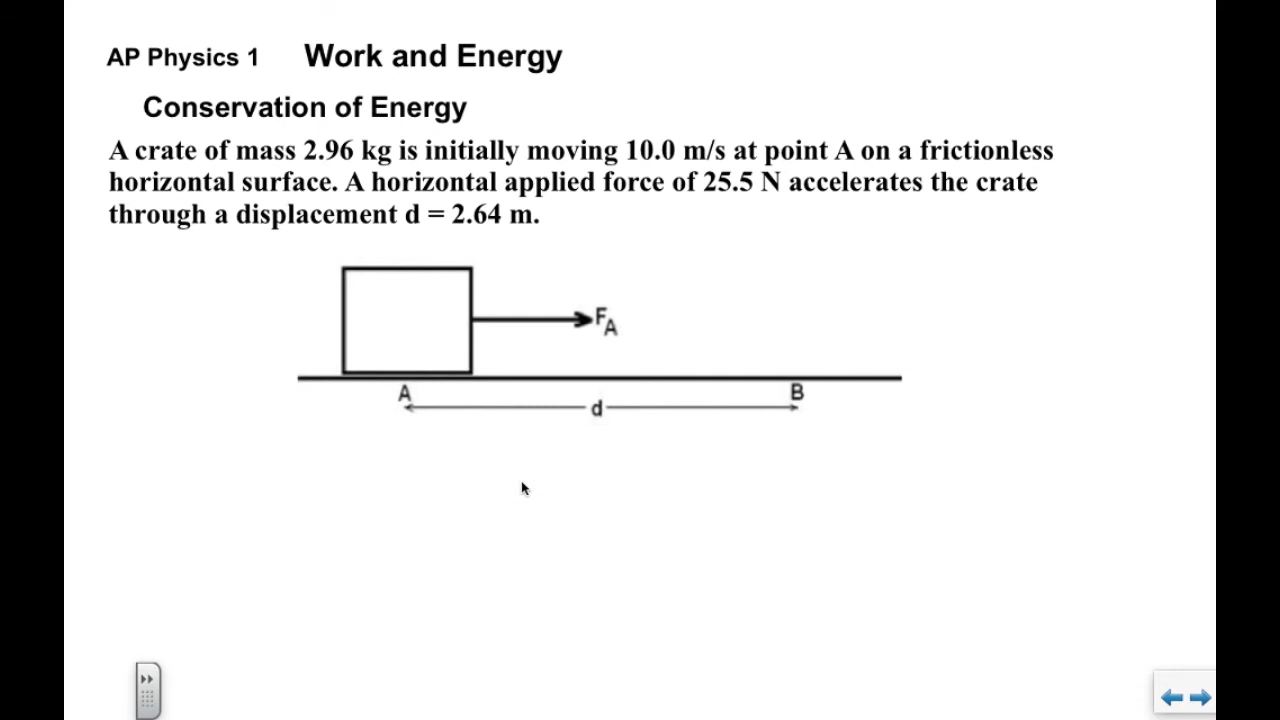 AP Physics 1 Work and Energy
Conservation of Energy
A crate of mass 2.96 kg is initially moving 10.0 m/s at point A on a frictionless
horizontal surface. A horizontal applied force of 25.5 N accelerates the crate
through a displacement d = 2.64 m.
FA
A B
d